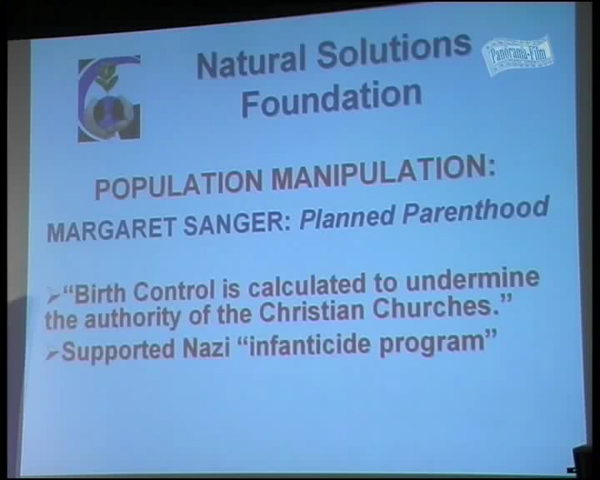 Panorama-Film
Natural Solutions
Foundation
POPULATION MANIPULATION:
MARGARET SANGER: Planned Parenthood
➢“Birth Control is calculated to undermine
the authority of the Christian Churches.”
➢Supported Nazi “infanticide program”